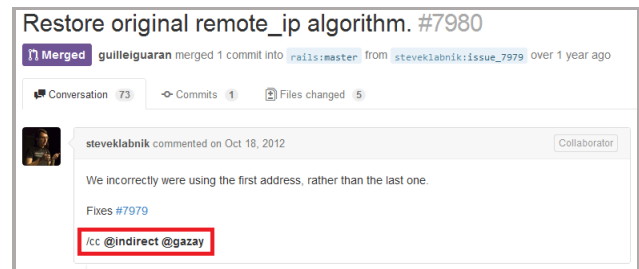 Restore original remote_ip algorithm. #7980
Merged guilleiguaran merged 1 commit into rails:master from steveklabnik:issue_7979 over 1 year ago
Conversation 73 Commits 1 Files changed 5
steveklabnik commented on Oct 18, 2012 Collaborator
We incorrectly were using the first address, rather than the last one.
Fixes #7979
/cc @indirect @gazay